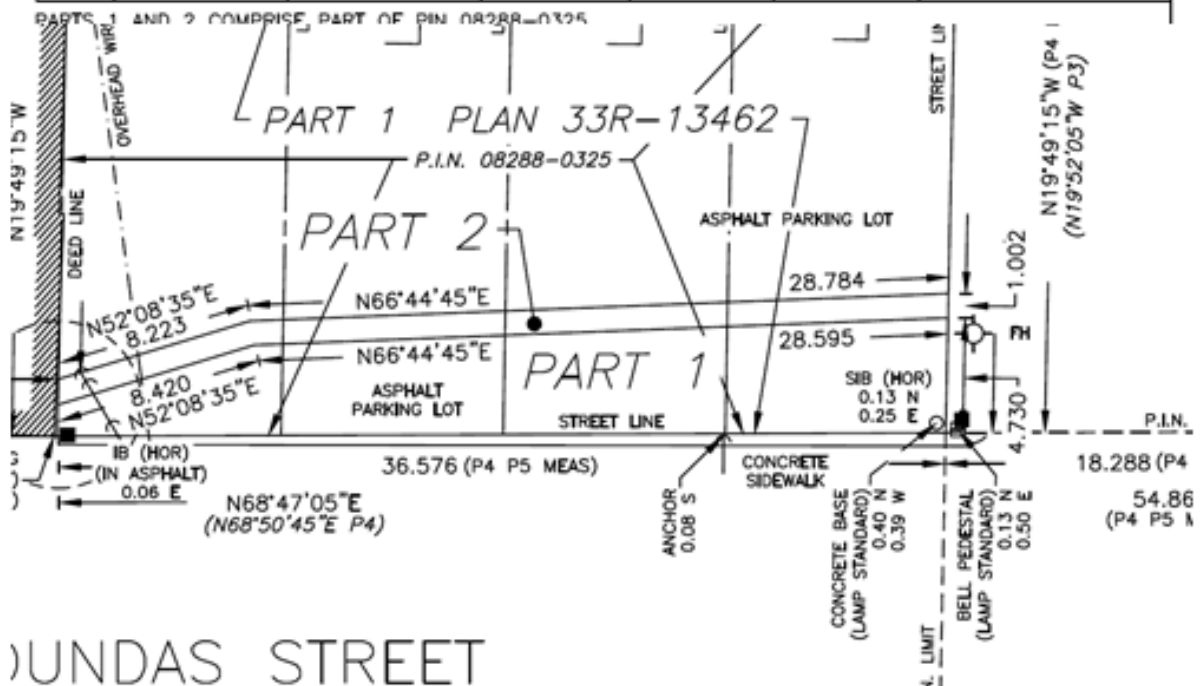 PARTS 1 AND 2 COMPRISE PART OF PIN 08288-0325
N19°49'15"W
OVERHEAD WIRE
STREET LIN
N19°49'15"W (P4
(N19°52'05"W P3)
PART 1 PLAN 33R-13462
P.I.N. 08288-0325
DEED LINE
PART 2
ASPHALT PARKING LOT
1.002
28.784
N52°08'35"E
8.223
N66°44'45"E
28.595
FH
N66°44'45"E
8.420
N52°08'35"E
PART 1
ASPHALT
PARKING LOT
STREET LINE
SIB (HOR)
0.13 N
0.25 E
4.730
P.I.N.
IB (HOR)
(IN ASPHALT)
0.06 E
36.576 (P4 P5 MEAS)
CONCRETE
SIDEWALK
18.288 (P4
N68°47'05"E
(N68°50'45"E P4)
ANCHOR
0.08 S
CONCRETE BASE
(LAMP STANDARD)
0.40 N
0.39 W
BELL PEDESTAL
(LAMP STANDARD)
0.13 N
0.50 E
54.86
(P4 P5 M
N. LIMIT
DUNDAS STREET